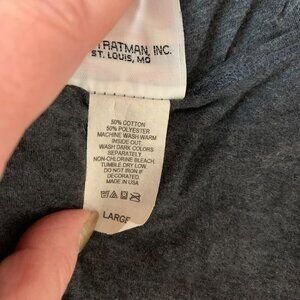 TRATMAN, INC.
ST. LOUIS, MO
50% COTTON
50% POLYESTER
MACHINE WASH WARM
INSIDE OUT.
WASH DARK COLORS
SEPARATELY.
NON-CHLORINE BLEACH.
TUMBLE DRY LOW.
DO NOT IRON IF
DECORATED.
MADE IN USA
LARGE